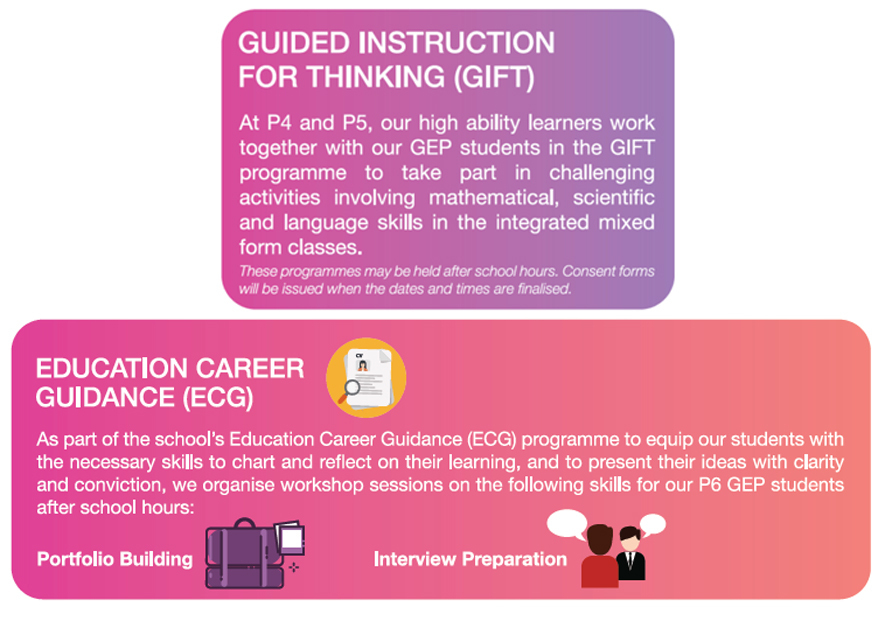 GUIDED INSTRUCTION
FOR THINKING (GIFT)
At P4 and P5, our high ability learners work
together with our GEP students in the GIFT
programme to take part in challenging
activities involving mathematical, scientific
and language skills in the integrated mixed
form classes.
These programmes may be held after school hours. Consent forms
will be issued when the dates and times are finalised.
EDUCATION CAREER
GUIDANCE (ECG)
CV
As part of the school's Education Career Guidance (ECG) programme to equip our students with
the necessary skills to chart and reflect on their learning, and to present their ideas with clarity
and conviction, we organise workshop sessions on the following skills for our P6 GEP students
after school hours:
Portfolio Building
Interview Preparation